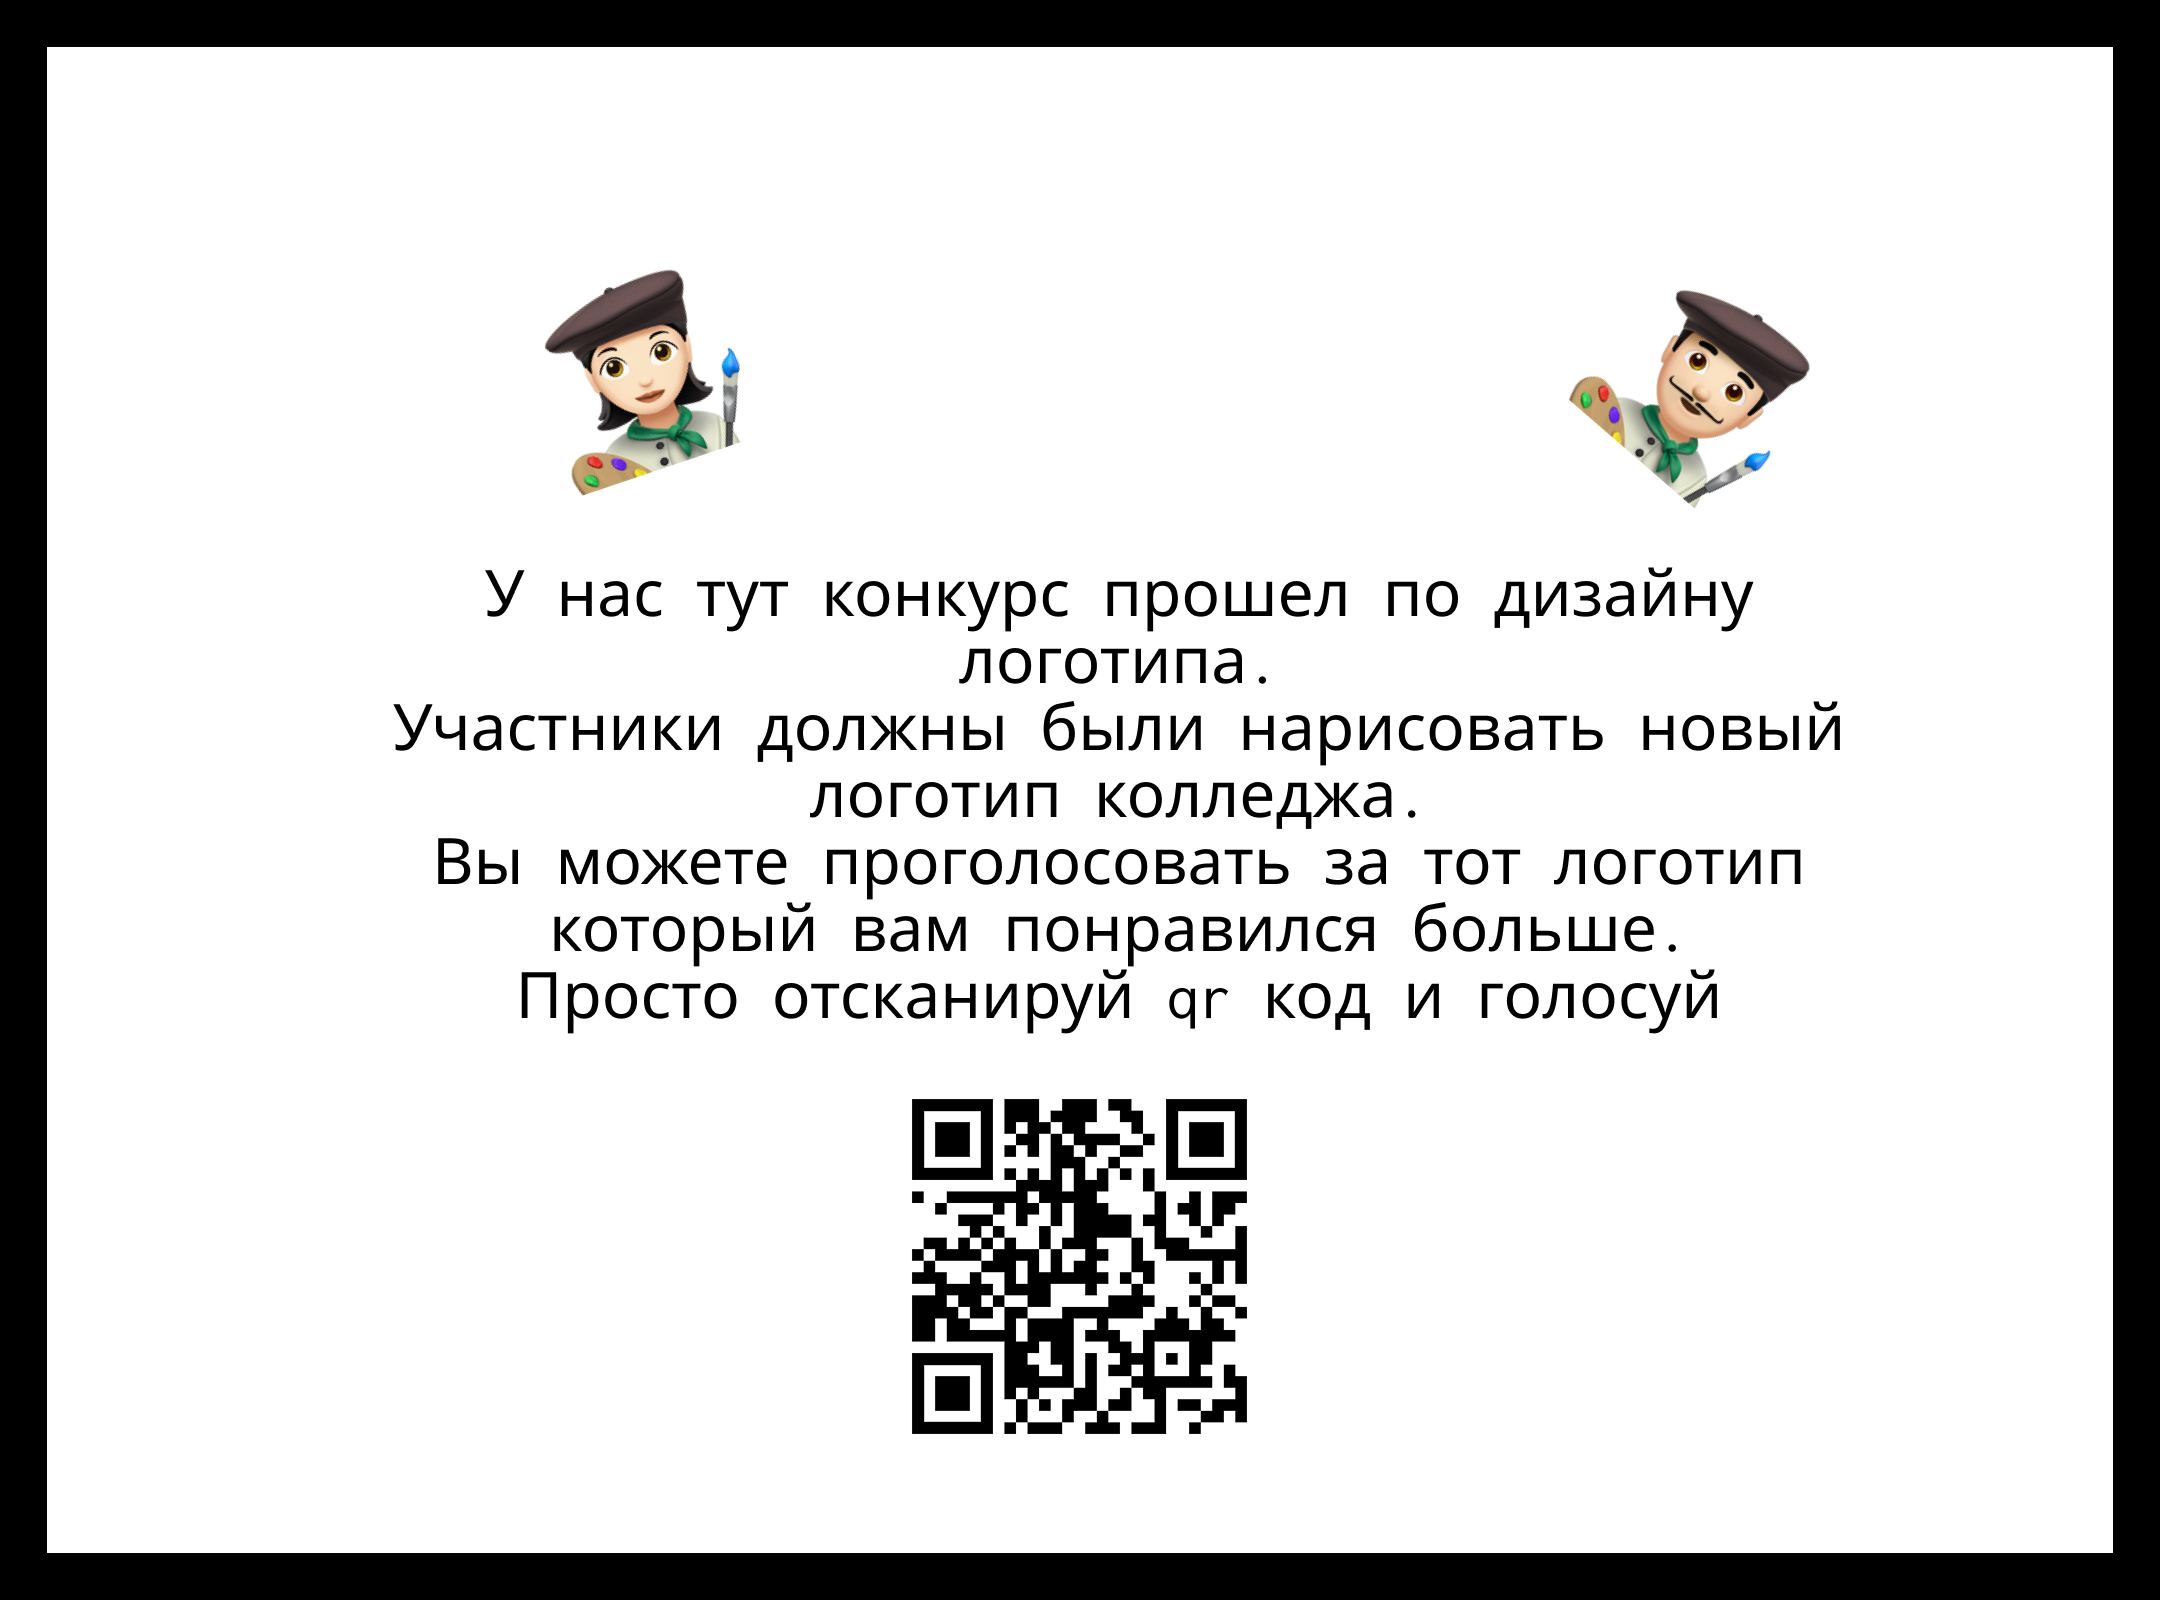 У нас тут конкурс прошел по дизайну
логотипа.
Участники должны были нарисовать новый
логотип колледжа.
Вы можете проголосовать за тот логотип
который вам понравился больше.
Просто отсканируй qr код и голосуй